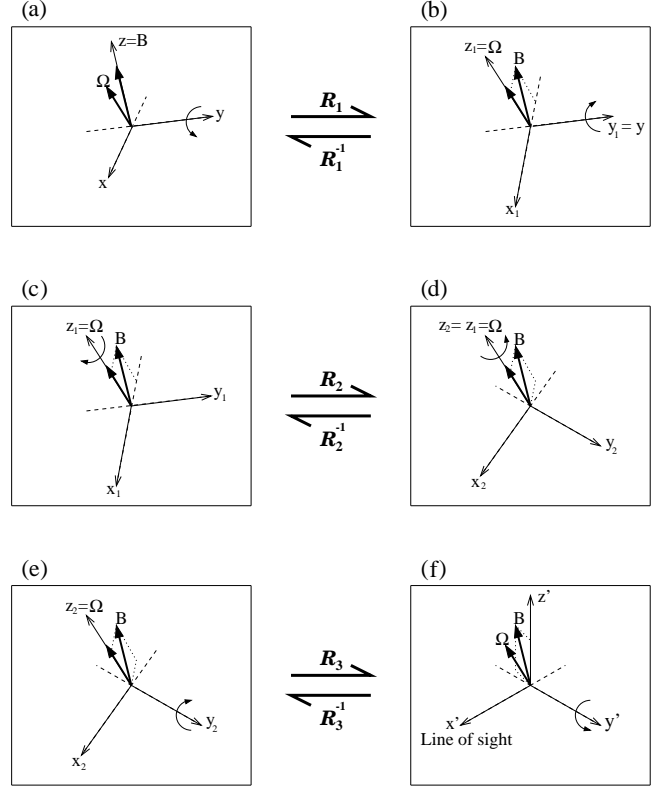 (a)
(b)
z=B
Ω
y
x
R₁
R₁⁻¹
z₁=Ω
B
y₁ = y
x₁
(c)
(d)
z₁=Ω
B
y₁
x₁
R₂
R₂⁻¹
z₂= z₁=Ω
B
y₂
x₂
(e)
(f)
z₂=Ω
B
y₂
x₂
R₃
R₃⁻¹
z’
B
Ω
x’
y’
Line of sight